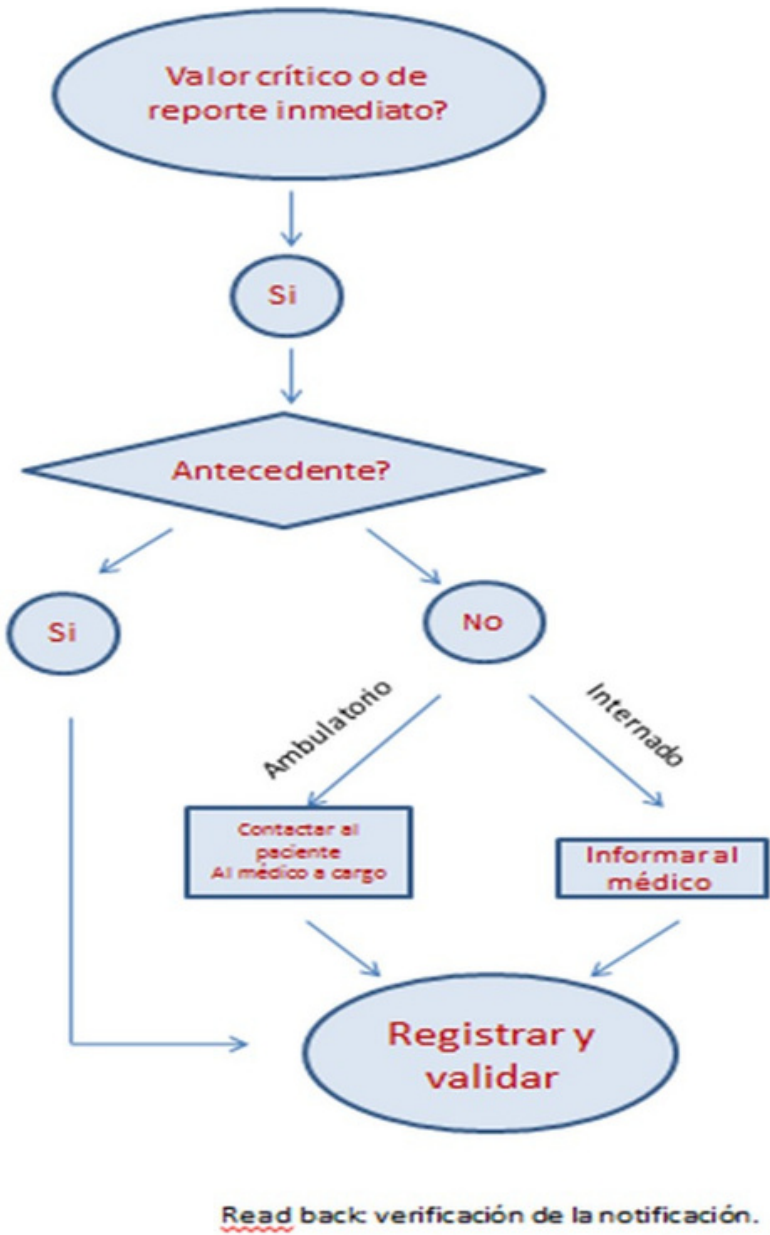 Valor crítico o de
reporte inmediato?
Si
Antecedente?
Si
No
Ambulatorio
Internado
Contactar al
paciente
Al médico a cargo
Informar al
médico
Registrar y
validar
Read back: verificación de la notificación.